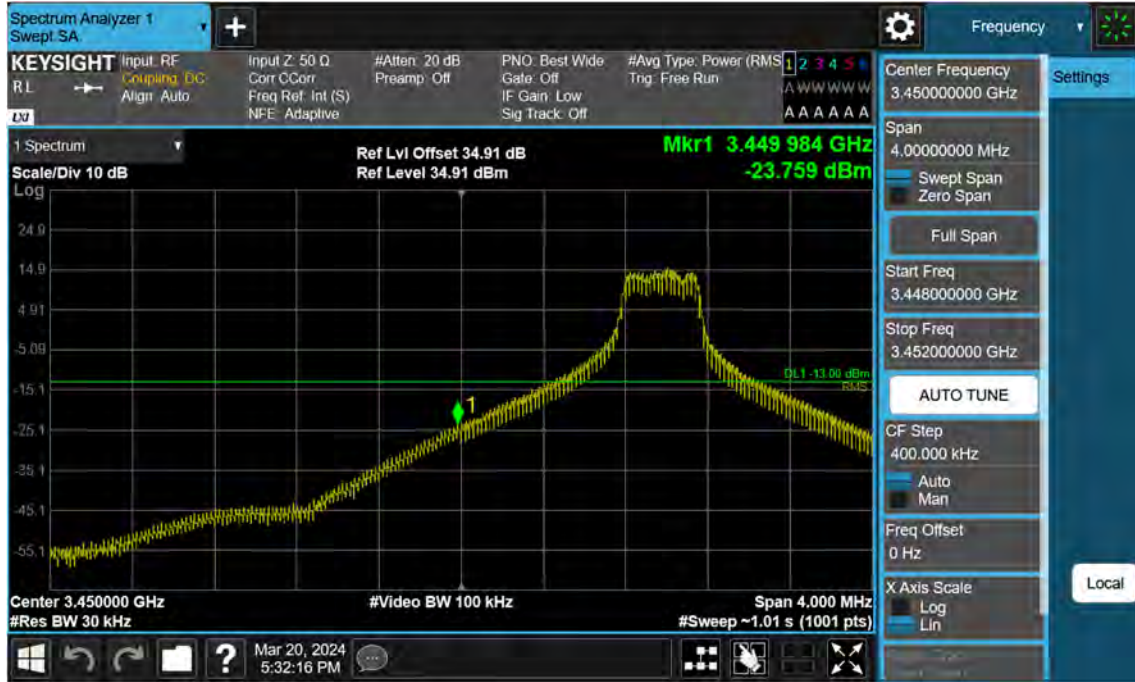 Spectrum Analyzer 1
Swept SA
+
Frequency
KEYSIGHT
RL
LXI
Input: RF
Coupling: DC
Align: Auto
Input Z: 50 Ω
Corr CCorr
Freq Ref: Int (S)
NFE: Adaptive
#Atten: 20 dB
Preamp: Off
PNO: Best Wide
Gate: Off
IF Gain: Low
Sig Track: Off
#Avg Type: Power (RMS
Trig: Free Run
1 2 3 4 5 6
A W W W W W
A A A A A A
1 Spectrum
Scale/Div 10 dB
Ref Lvl Offset 34.91 dB
Ref Level 34.91 dBm
Mkr1 3.449 984 GHz
-23.759 dBm
Log
24.9
14.9
4.91
-5.09
-15.1
-25.1
-35.1
-45.1
-55.1
1
DL1 -13.00 dBm
RMS
Center 3.450000 GHz
#Res BW 30 kHz
#Video BW 100 kHz
Span 4.000 MHz
#Sweep ~1.01 s (1001 pts)
?
Mar 20, 2024
5:32:16 PM
Center Frequency
3.450000000 GHz
Settings
Span
4.00000000 MHz
Swept Span
Zero Span
Full Span
Start Freq
3.448000000 GHz
Stop Freq
3.452000000 GHz
AUTO TUNE
CF Step
400.000 kHz
Auto
Man
Freq Offset
0 Hz
X Axis Scale
Log
Lin
Local